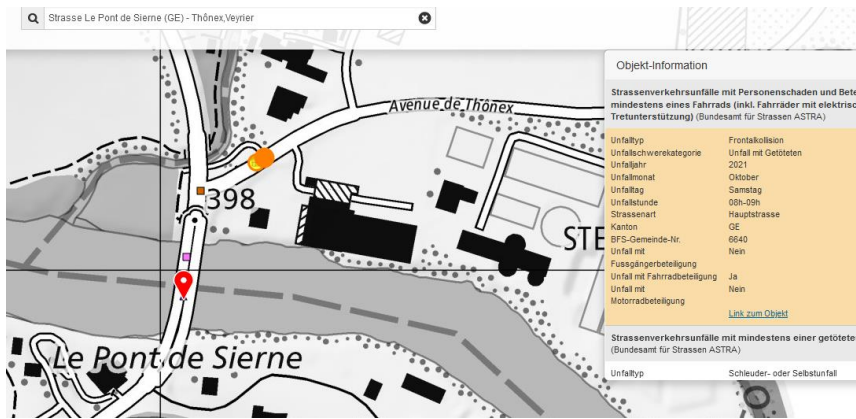 Strasse Le Pont de Sierne (GE) - Thônex,Veyrier
Avenue de Thônex
398
STE
Le Pont de Sierne
Objekt-Information
Strassenverkehrsunfälle mit Personenschaden und Bete
mindestens eines Fahrrads (inkl. Fahrräder mit elektrisc
Tretunterstützung) (Bundesamt für Strassen ASTRA)
Unfalltyp Frontalkollision
Unfallschwerekategorie Unfall mit Getöteten
Unfalljahr 2021
Unfallmonat Oktober
Unfalltag Samstag
Unfallstunde 08h-09h
Strassenart Hauptstrasse
Kanton GE
BFS-Gemeinde-Nr. 6640
Unfall mit Nein
Fussgängerbeteiligung
Unfall mit Fahrradbeteiligung Ja
Unfall mit Nein
Motorradbeteiligung
Link zum Objekt
Strassenverkehrsunfälle mit mindestens einer getötete
(Bundesamt für Strassen ASTRA)
Unfalltyp Schleuder- oder Selbstunfall